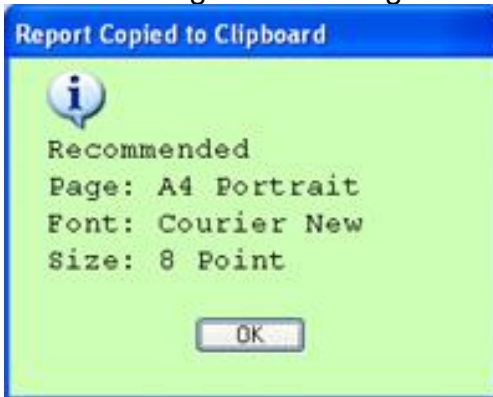 Report Copied to Clipboard
Recommended
Page: A4 Portrait
Font: Courier New
Size: 8 Point
OK